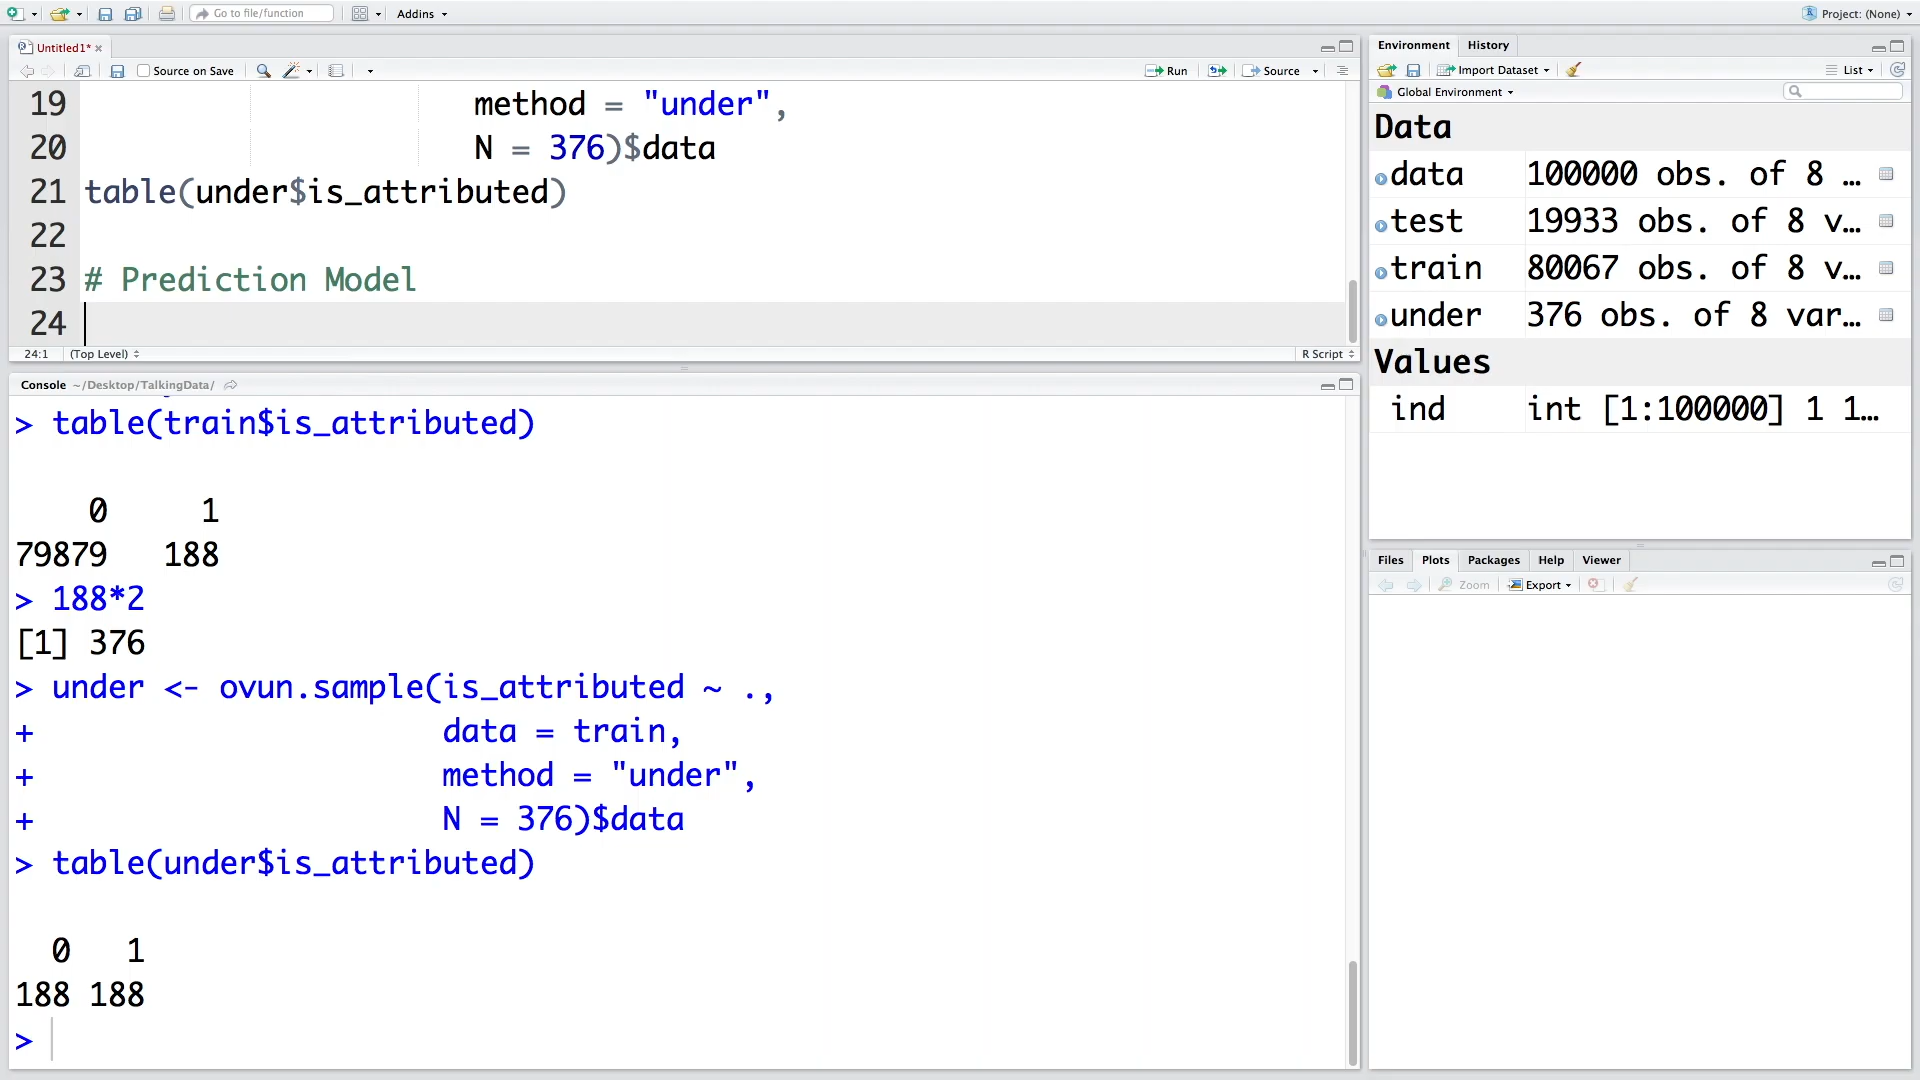 Go to file/function
Addins
Project: (None)
Untitled1*
Source on Save
Run
Source
19 method = "under",
20 N = 376)$data
21 table(under$is_attributed)
22
23 # Prediction Model
24
24:1 (Top Level)
R Script
Console ~/Desktop/TalkingData/
> table(train$is_attributed)
0 1
79879 188
> 188*2
[1] 376
> under <- ovun.sample(is_attributed ~ .,
+ data = train,
+ method = "under",
+ N = 376)$data
> table(under$is_attributed)
0 1
188 188
>
Environment History
Import Dataset
List
Global Environment
Data
data 100000 obs. of 8 …
test 19933 obs. of 8 v…
train 80067 obs. of 8 v…
under 376 obs. of 8 var…
Values
ind int [1:100000] 1 1…
Files Plots Packages Help Viewer
Zoom Export